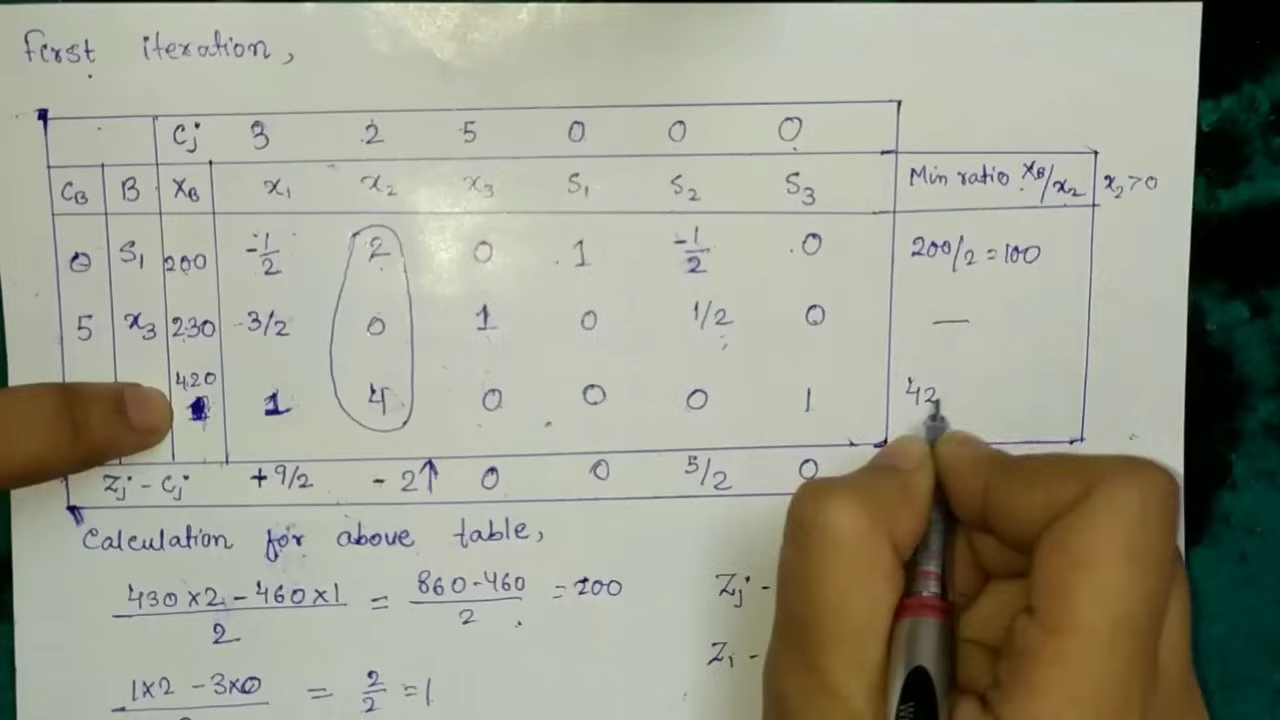 First iteration,
Cj 3 2 5 0 0 0
CB B XB x1 x2 x3 S1 S2 S3 Min ratio XB/x2 x2>0
0 S1 200 -1/2 2 0 1 -1/2 0 200/2=100
5 x3 230 -3/2 0 1 0 1/2 0 —
420 1 4 0 0 0 1 42
Zj - Cj +9/2 -2↑ 0 0 5/2 0
Calculation for above table,
430×2-460×1/2 = 860-460/2 = 200
Zj -
Z1 -
1×2-3×0 = 2/2 = 1